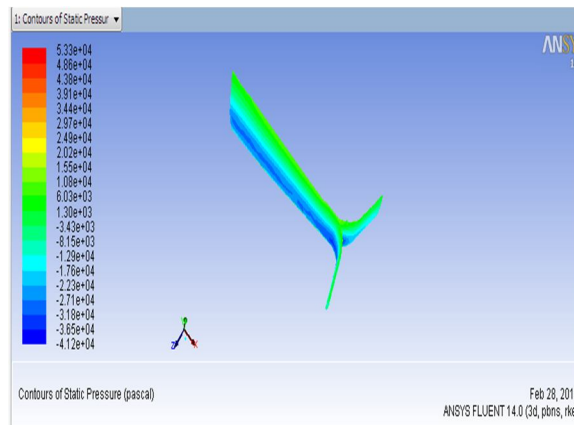 1: Contours of Static Pressur
ANSY
5.33e+04
4.86e+04
4.38e+04
3.91e+04
3.44e+04
2.97e+04
2.49e+04
2.02e+04
1.55e+04
1.08e+04
6.03e+03
1.30e+03
-3.43e+03
-8.15e+03
-1.29e+04
-1.76e+04
-2.23e+04
-2.71e+04
-3.18e+04
-3.65e+04
-4.12e+04
Y
Z X
Contours of Static Pressure (pascal)
Feb 28, 201
ANSYS FLUENT 14.0 (3d, pbns, rke